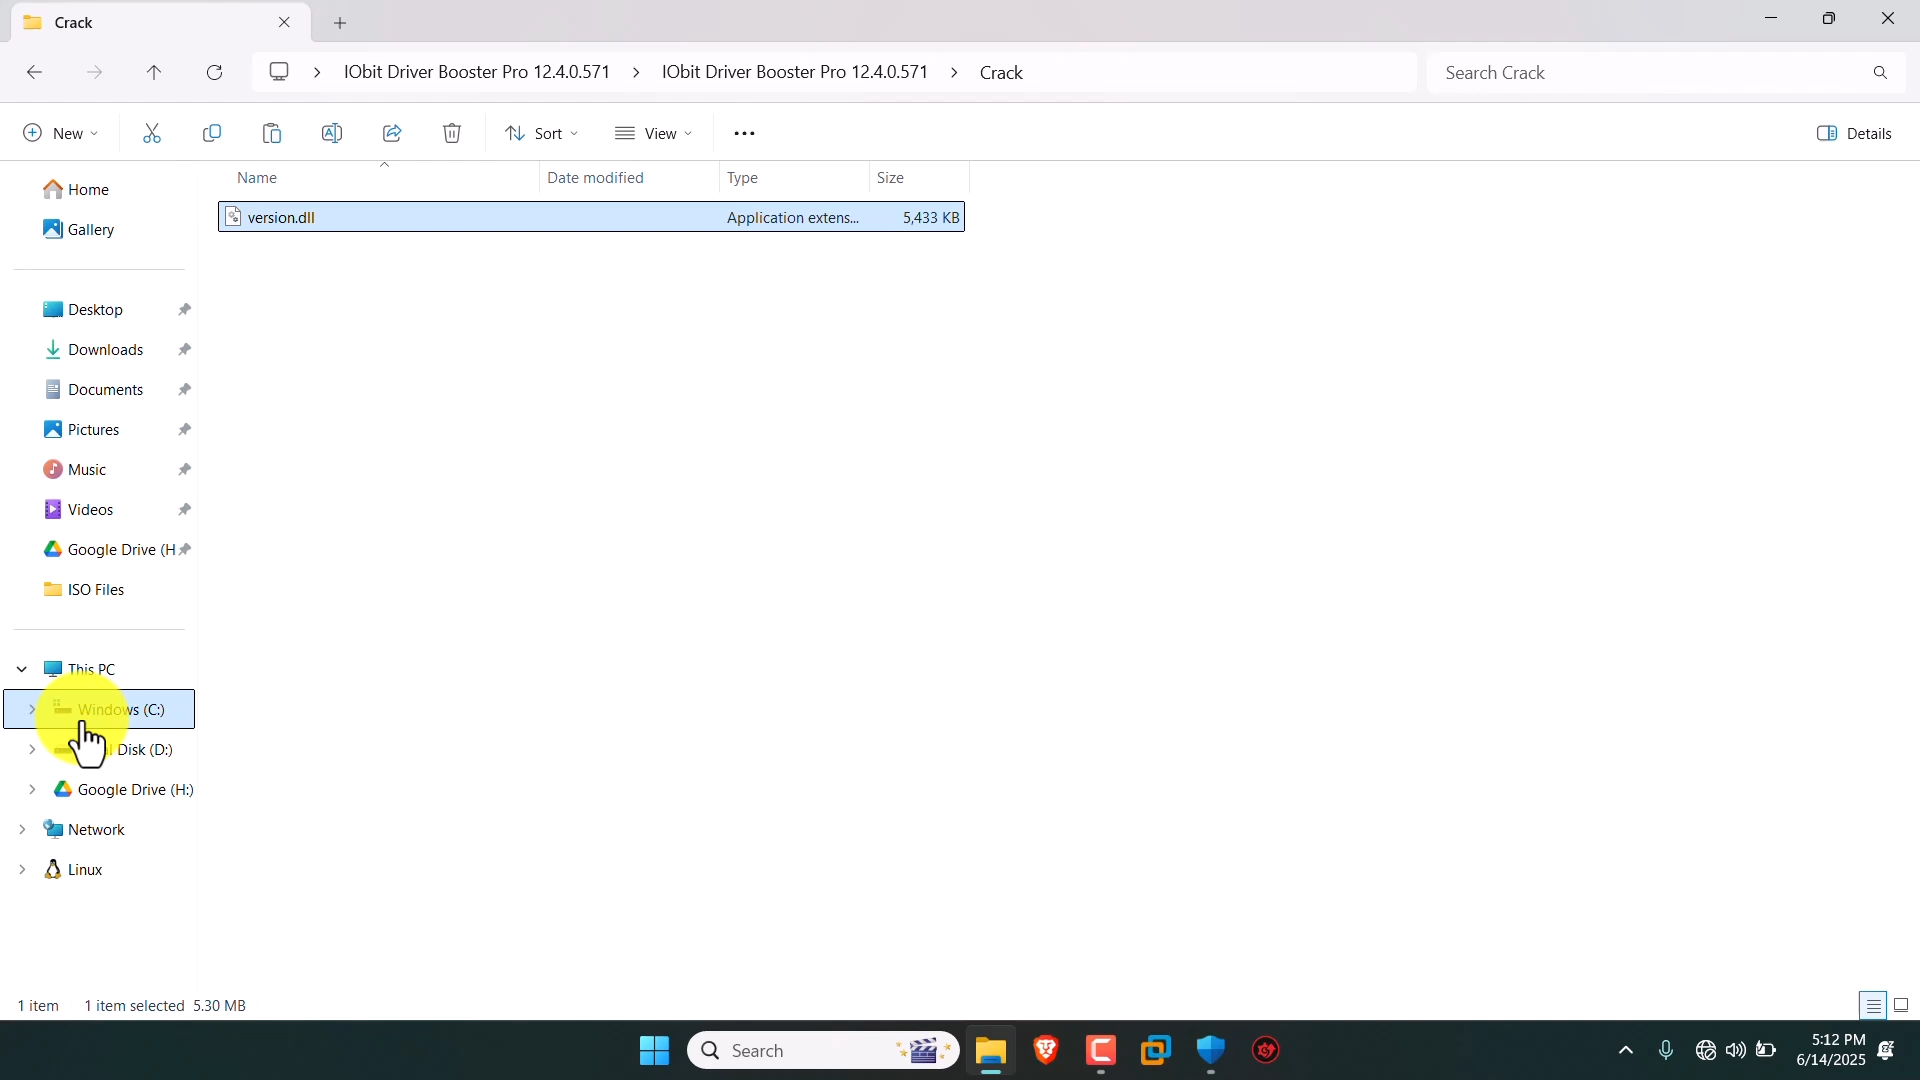 Crack
IObit Driver Booster Pro 12.4.0.571 IObit Driver Booster Pro 12.4.0.571 Crack
Search Crack
New
Sort
View
Details
Name Date modified Type Size
version.dll Application extens... 5,433 KB
Home
Gallery
Desktop
Downloads
Documents
Pictures
Music
Videos
Google Drive (H
ISO Files
This PC
Windows (C:)
Disk (D:)
Google Drive (H:)
Network
Linux
1 item 1 item selected 5.30 MB
Search
5:12 PM
6/14/2025